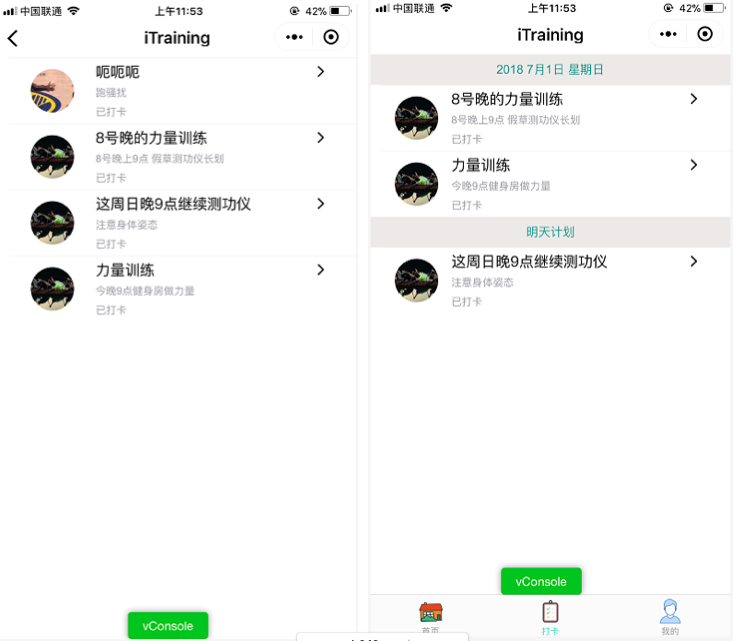 中国联通
上午11:53
42%
iTraining
呃呃呃
跑骚扰
已打卡
8号晚的力量训练
8号晚上9点 假草测功仪长划
已打卡
这周日晚9点继续测功仪
注意身体姿态
已打卡
力量训练
今晚9点健身房做力量
已打卡
vConsole
中国联通
上午11:53
42%
iTraining
2018 7月1日 星期日
8号晚的力量训练
8号晚上9点 假草测功仪长划
已打卡
力量训练
今晚9点健身房做力量
已打卡
明天计划
这周日晚9点继续测功仪
注意身体姿态
已打卡
vConsole
首页
打卡
我的